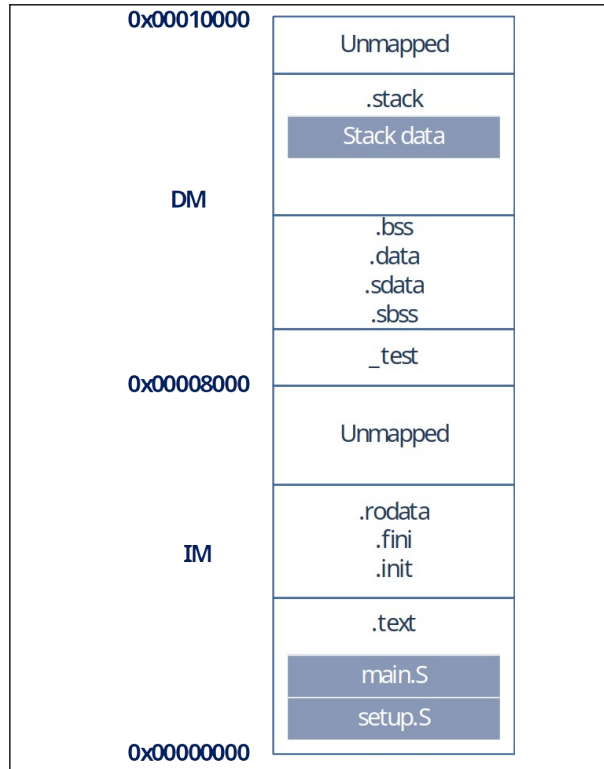 0x00010000
Unmapped
.stack
Stack data
DM
.bss
.data
.sdata
.sbss
_test
0x00008000
Unmapped
.rodata
.fini
IM
.init
.text
main.S
setup.S
0x00000000